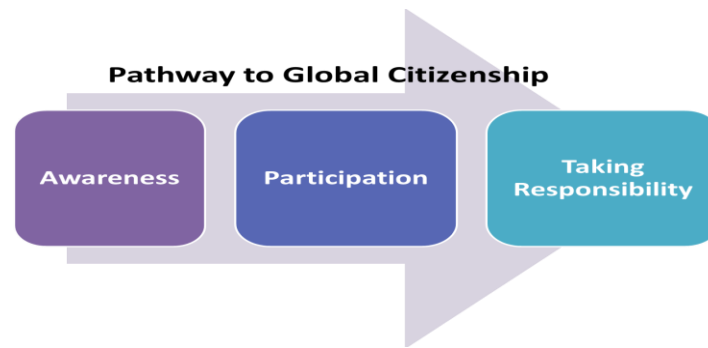 Pathway to Global Citizenship
Awareness
Participation
Taking
Responsibility